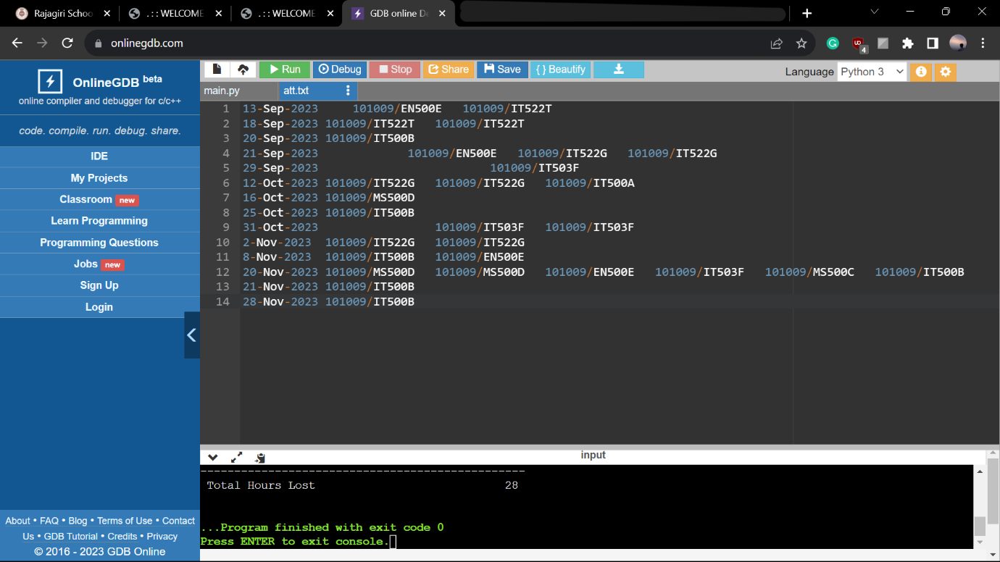 Rajagiri Schoo
. : : WELCOME
. : : WELCOME
GDB online De
onlinegdb.com
4
OnlineGDB beta
online compiler and debugger for c/c++
code. compile. run. debug. share.
IDE
My Projects
Classroom new
Learn Programming
Programming Questions
Jobs new
Sign Up
Login
About • FAQ • Blog • Terms of Use • Contact
Us • GDB Tutorial • Credits • Privacy
© 2016 - 2023 GDB Online
Run Debug Stop Share Save { } Beautify
Language Python 3
main.py att.txt
1 13-Sep-2023 101009/EN500E 101009/IT522T
2 18-Sep-2023 101009/IT522T 101009/IT522T
3 20-Sep-2023 101009/IT500B
4 21-Sep-2023 101009/EN500E 101009/IT522G 101009/IT522G
5 29-Sep-2023 101009/IT503F
6 12-Oct-2023 101009/IT522G 101009/IT522G 101009/IT500A
7 16-Oct-2023 101009/MS500D
8 25-Oct-2023 101009/IT500B
9 31-Oct-2023 101009/IT503F 101009/IT503F
10 2-Nov-2023 101009/IT522G 101009/IT522G
11 8-Nov-2023 101009/IT500B 101009/EN500E
12 20-Nov-2023 101009/MS500D 101009/MS500D 101009/EN500E 101009/IT503F 101009/MS500C 101009/IT500B
13 21-Nov-2023 101009/IT500B
14 28-Nov-2023 101009/IT500B
input
------------------------------------------------
Total Hours Lost 28
...Program finished with exit code 0
Press ENTER to exit console.